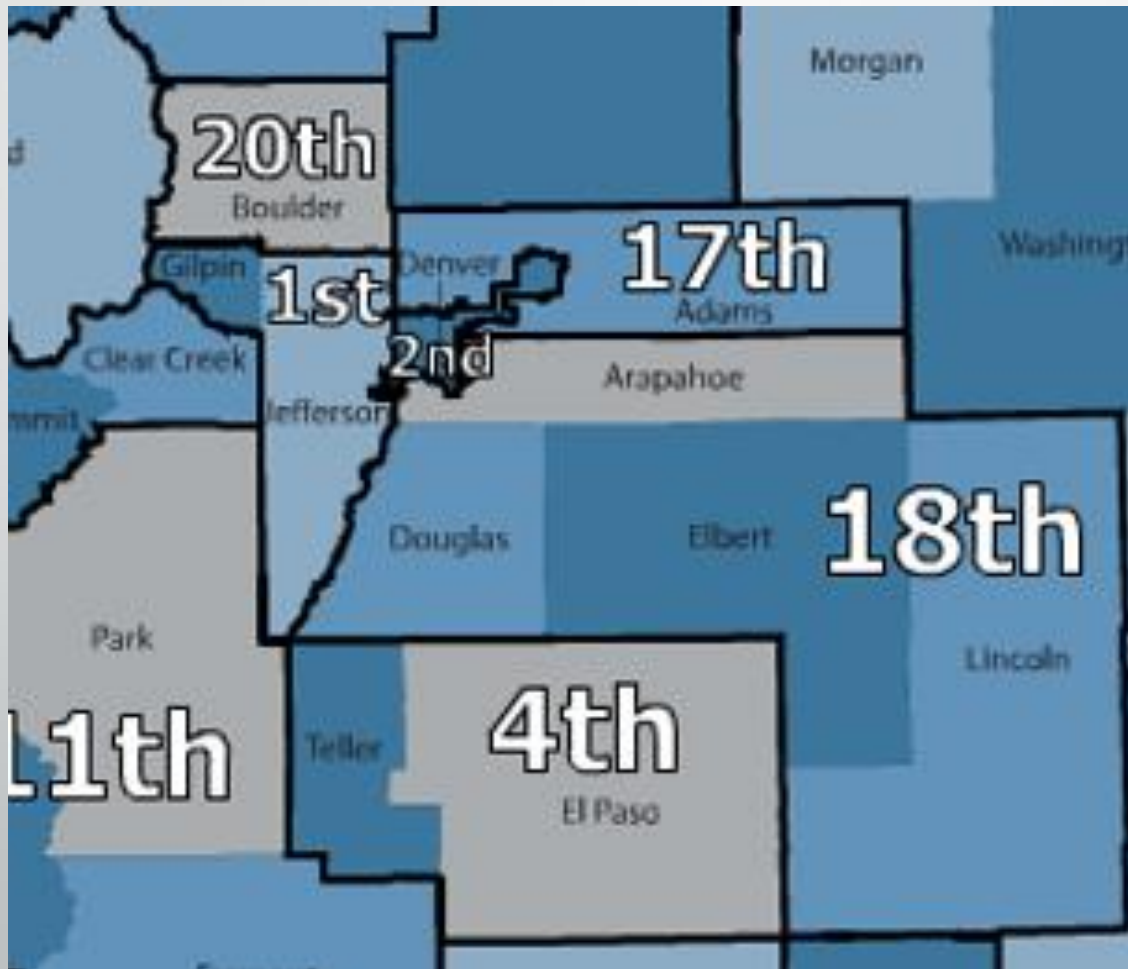 Morgan
20th
Boulder
Washing
Gilpin
Denver
17th
1st
Adams
Clear Creek
2nd
Arapahoe
Jefferson
mmit
18th
Douglas
Elbert
Park
Lincoln
4th
11th
Teller
El Paso